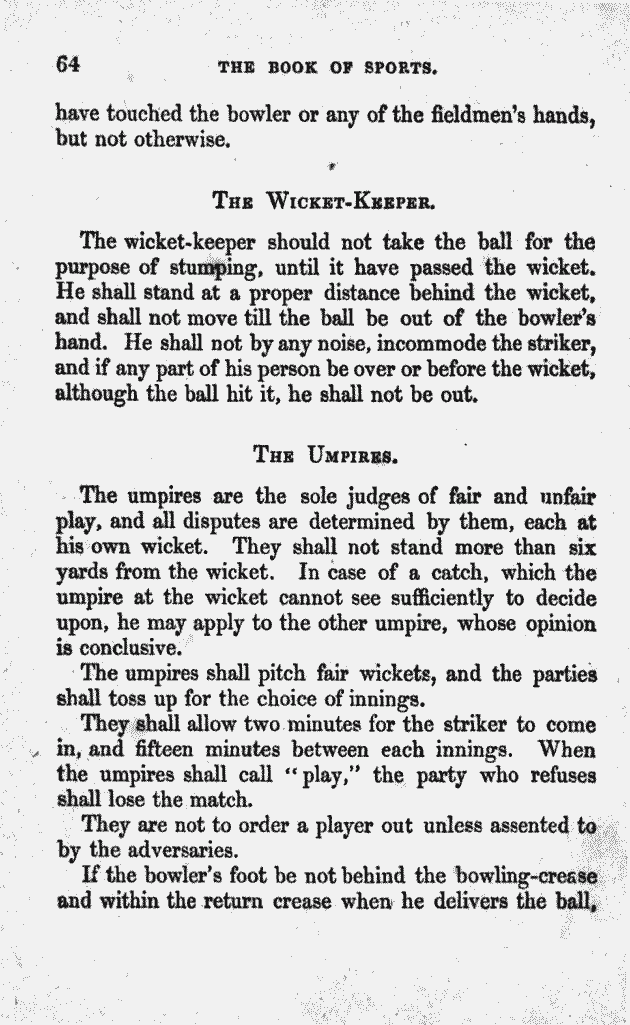 64
THE BOOK OF SPORTS.
have touched the bowler or any of the fieldmen's hands,
but not otherwise.
The Wicket-Keeper.
The wicket-keeper should not take the ball for the
purpose of stumping, until it have passed the wicket.
He shall stand at a proper distance behind the wicket,
and shall not move till the ball be out of the bowler's
hand. He shall not by any noise, incommode the striker,
and if any part of his person be over or before the wicket,
although the ball hit it, he shall not be out.
The Umpires.
The umpires are the sole judges of fair and unfair
play, and all disputes are determined by them, each at
his own wicket. They shall not stand more than six
yards from the wicket. In case of a catch, which the
umpire at the wicket cannot see sufficiently to decide
upon, he may apply to the other umpire, whose opinion
is conclusive.
The umpires shall pitch fair wickets, and the parties
shall toss up for the choice of innings.
They shall allow two minutes for the striker to come
in, and fifteen minutes between each innings. When
the umpires shall call "play," the party who refuses
shall lose the match.
They are not to order a player out unless assented to
by the adversaries.
If the bowler's foot be not behind the bowling-crease
and within the return crease when he delivers the ball,